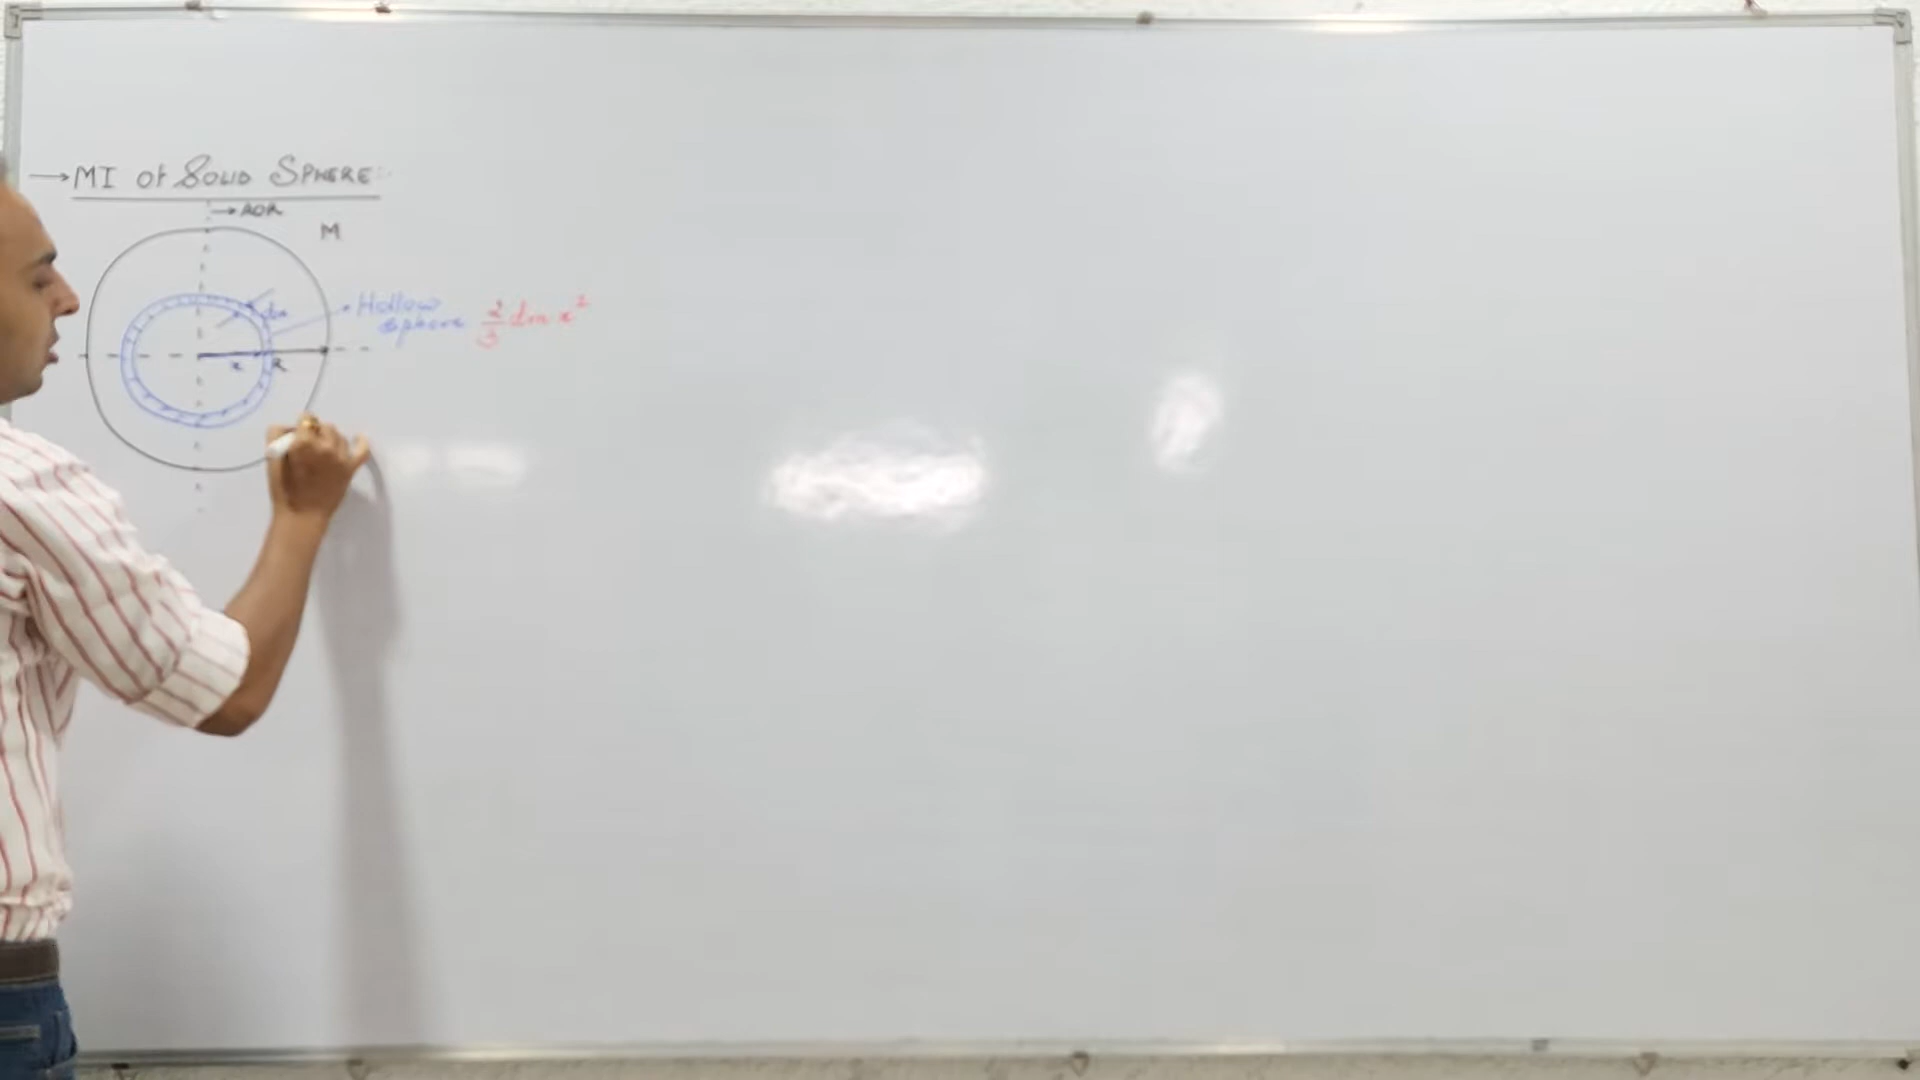 → MI of SOLID SPHERE:
→ AOR
M
dx
Hollow
sphere 2/3 dm x²
x R